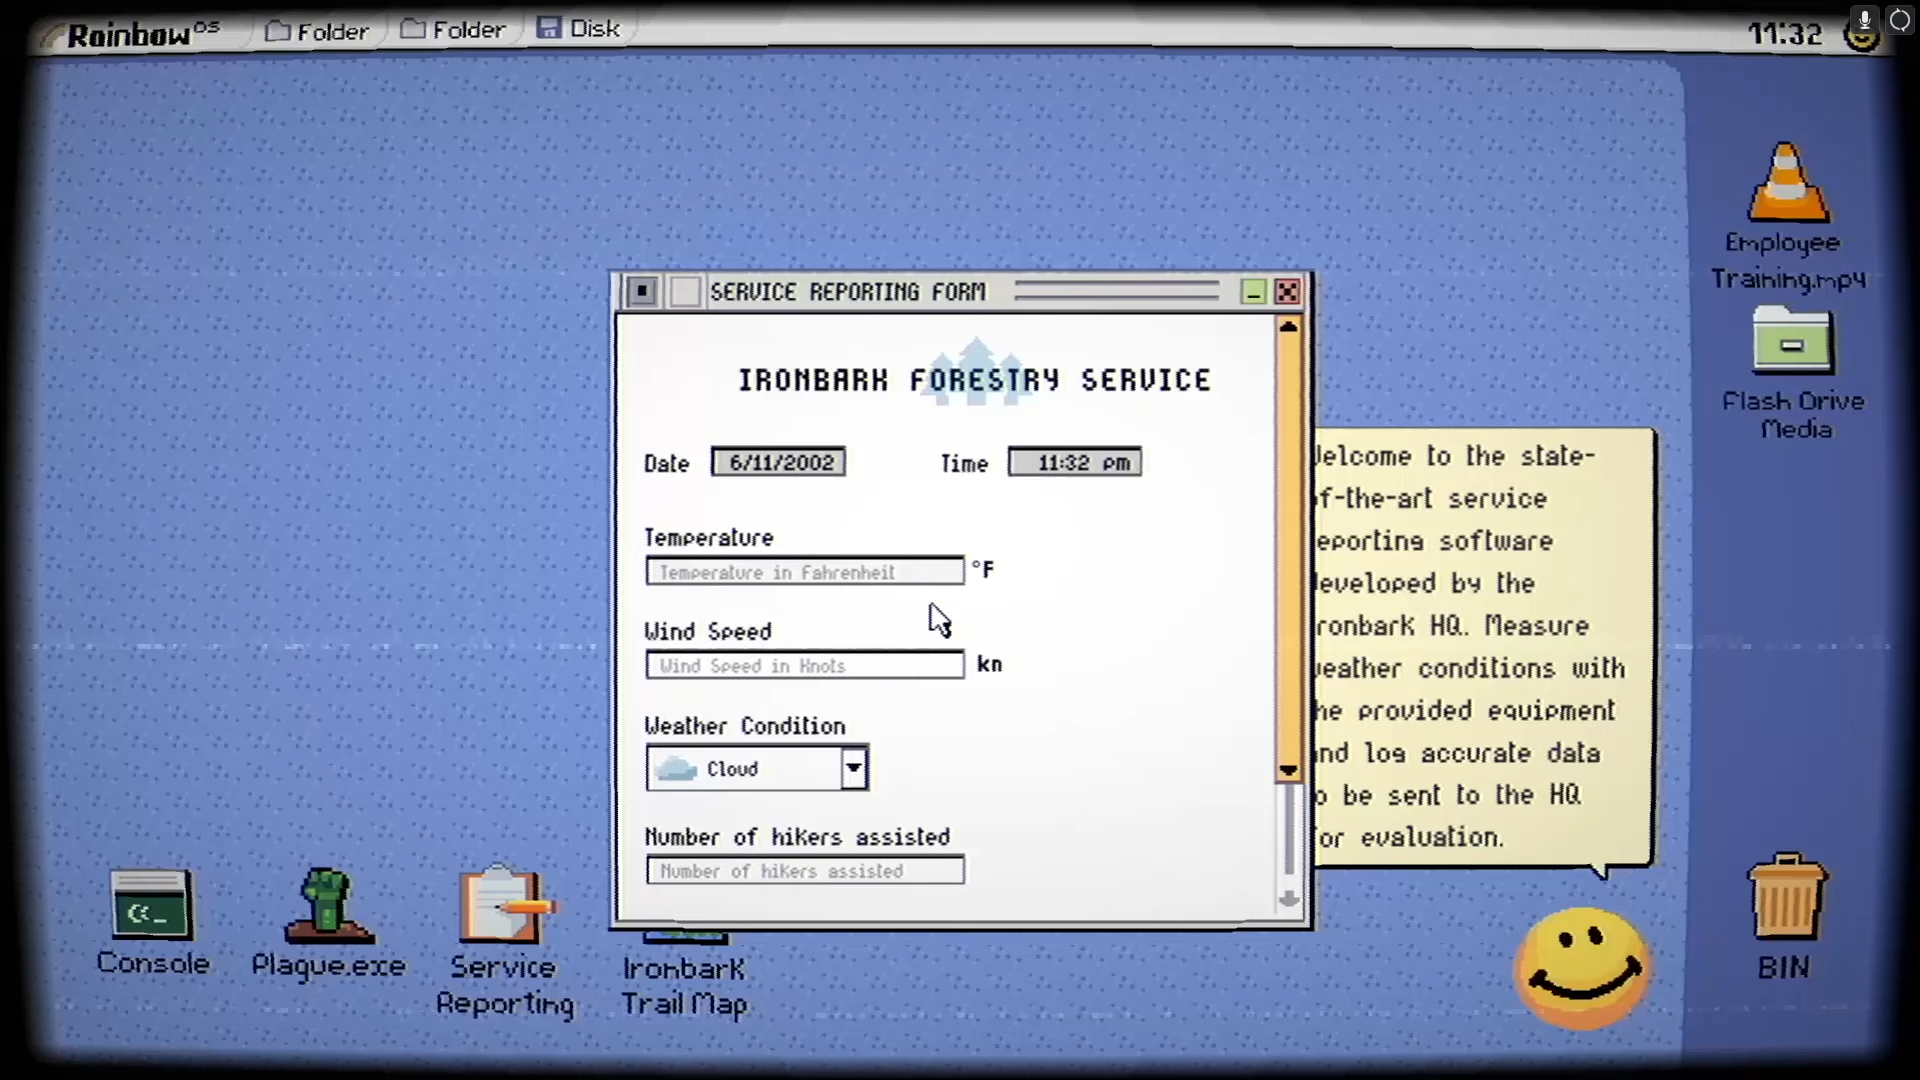 Rainbow OS
Folder
Folder
Disk
11:32
Employee
Training.mp4
Flash Drive
Media
SERVICE REPORTING FORM
IRONBARK FORESTRY SERVICE
Date 6/11/2002 Time 11:32 pm
Temperature
Temperature in Fahrenheit °F
Wind Speed
Wind Speed in Knots kn
Weather Condition
Cloud
Number of hikers assisted
Number of hikers assisted
elcome to the state-
f-the-art service
eporting software
eveloped by the
ronbark HQ. Measure
eather conditions with
he provided equipment
nd log accurate data
o be sent to the HQ
or evaluation.
Console
Plague.exe
Service
Reporting
Ironbark
Trail Map
BIN